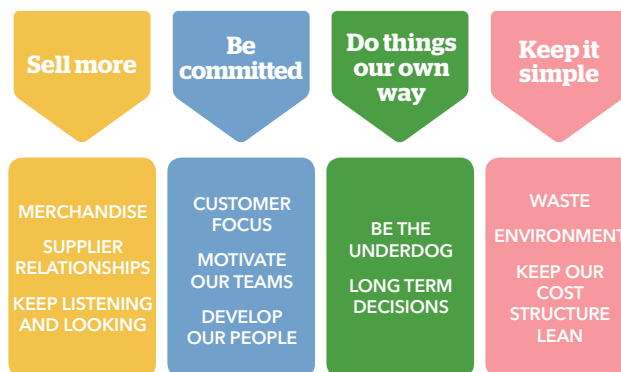 Sell more
Be
committed
Do things
our own
way
Keep it
simple
MERCHANDISE
SUPPLIER
RELATIONSHIPS
KEEP LISTENING
AND LOOKING
CUSTOMER
FOCUS
MOTIVATE
OUR TEAMS
DEVELOP
OUR PEOPLE
BE THE
UNDERDOG
LONG TERM
DECISIONS
WASTE
ENVIRONMENT
KEEP OUR
COST
STRUCTURE
LEAN